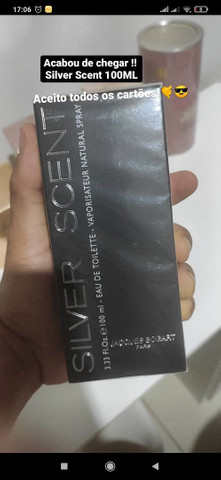 17:06
Acabou de chegar !!
Silver Scent 100ML
Aceito todos os cartões!🤙😎
SILVER SCENT
EAU DE TOILETTE - VAPORISATEUR NATURAL SPRAY
3.33 Fl.Oz ℮ 100 ml
JACQUES BOGART
PARIS